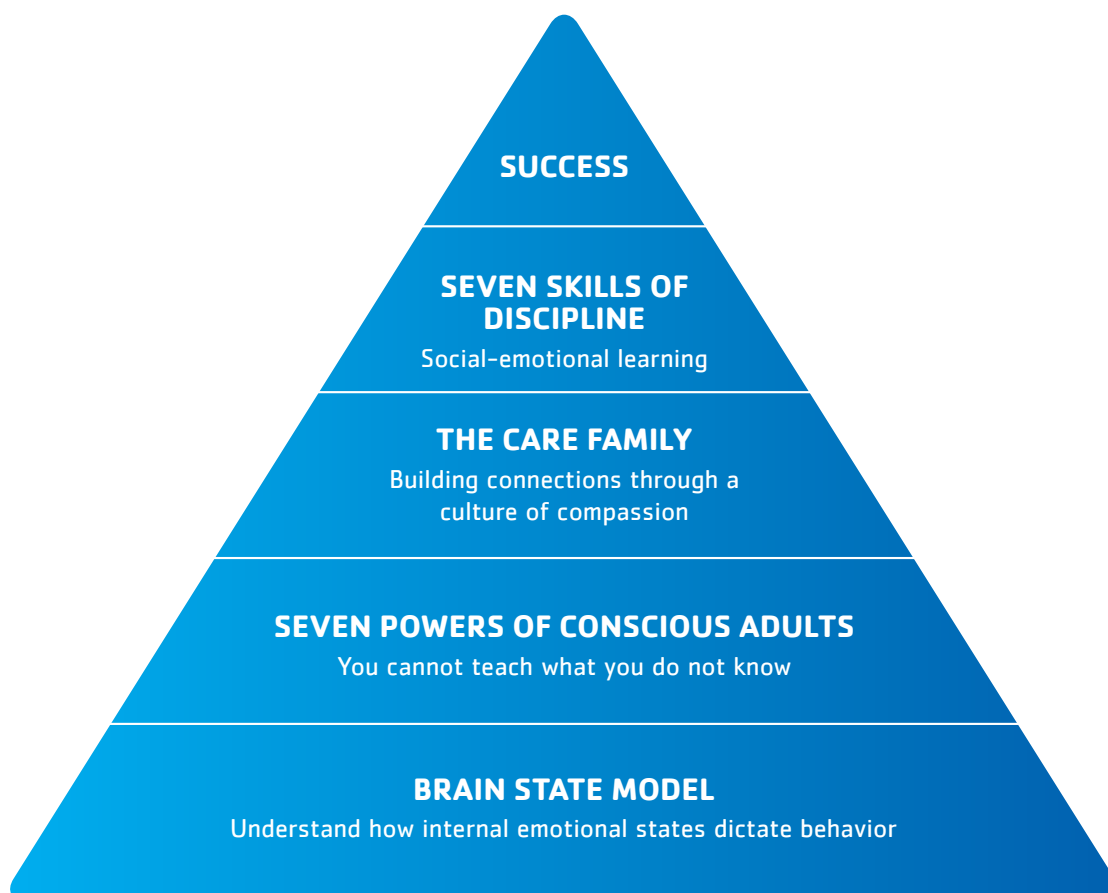 SUCCESS
SEVEN SKILLS OF
DISCIPLINE
Social-emotional learning
THE CARE FAMILY
Building connections through a
culture of compassion
SEVEN POWERS OF CONSCIOUS ADULTS
You cannot teach what you do not know
BRAIN STATE MODEL
Understand how internal emotional states dictate behavior